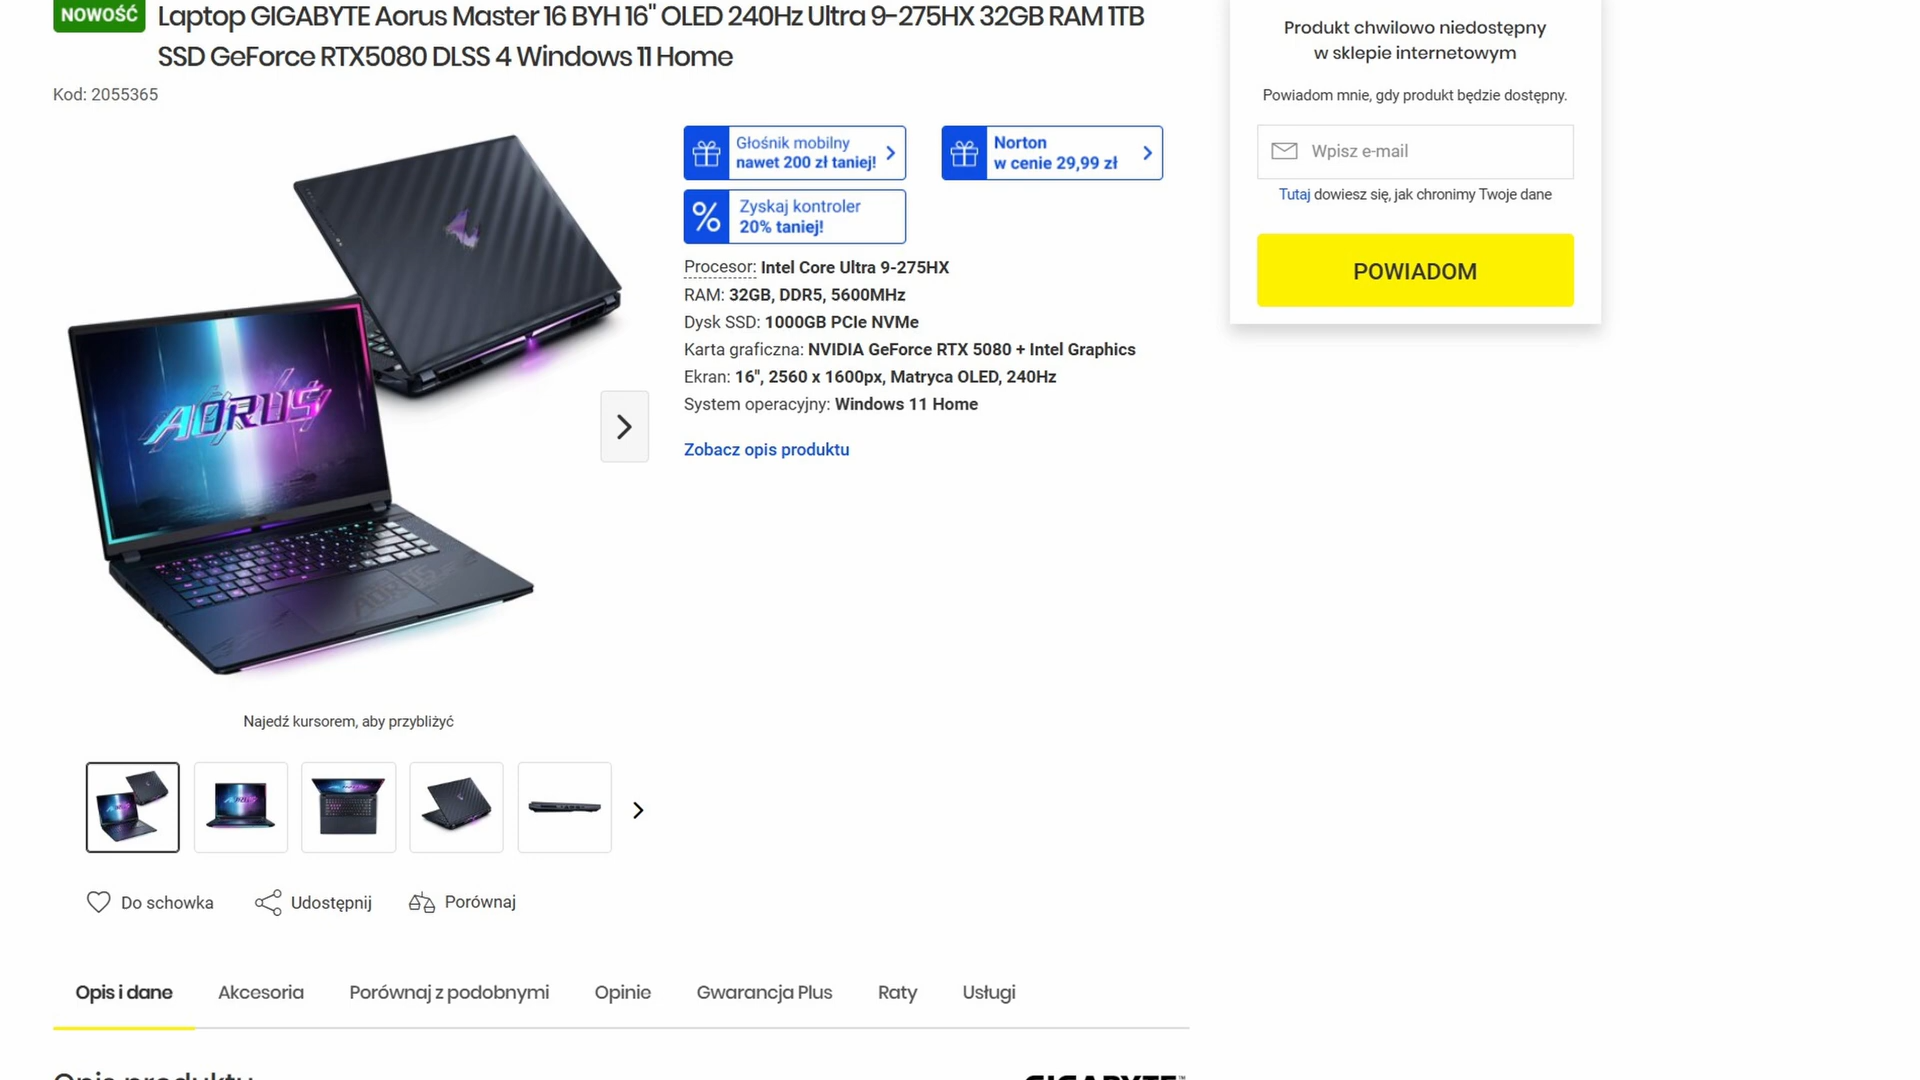 NOWOŚĆ
Laptop GIGABYTE Aorus Master 16 BYH 16" OLED 240Hz Ultra 9-275HX 32GB RAM 1TB
SSD GeForce RTX5080 DLSS 4 Windows 11 Home
Kod: 2055365
AORUS
Głośnik mobilny
nawet 200 zł taniej!
Norton
w cenie 29,99 zł
% Zyskaj kontroler
20% taniej!
Procesor: Intel Core Ultra 9-275HX
RAM: 32GB, DDR5, 5600MHz
Dysk SSD: 1000GB PCIe NVMe
Karta graficzna: NVIDIA GeForce RTX 5080 + Intel Graphics
Ekran: 16", 2560 x 1600px, Matryca OLED, 240Hz
System operacyjny: Windows 11 Home
Zobacz opis produktu
Produkt chwilowo niedostępny
w sklepie internetowym
Powiadom mnie, gdy produkt będzie dostępny.
Wpisz e-mail
Tutaj dowiesz się, jak chronimy Twoje dane
POWIADOM
Najedź kursorem, aby przybliżyć
Do schowka
Udostępnij
Porównaj
Opis i dane
Akcesoria
Porównaj z podobnymi
Opinie
Gwarancja Plus
Raty
Usługi
Opis produktu
GIGABYTE™